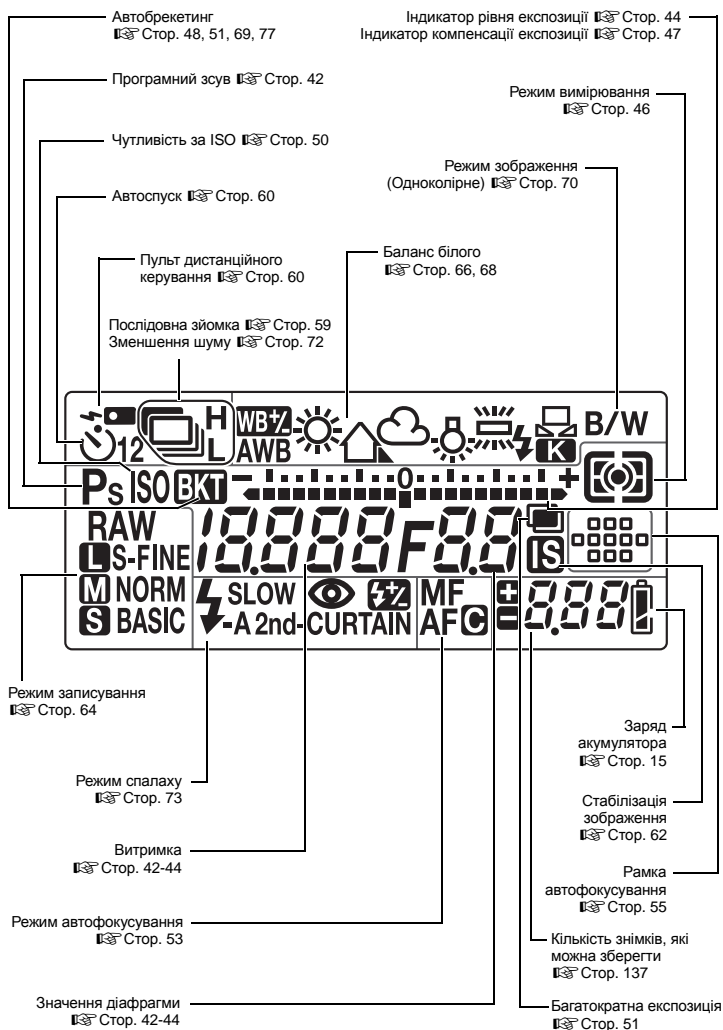 Автобрекетинг
☞ Стор. 48, 51, 69, 77
Індикатор рівня експозиції ☞ Стор. 44
Індикатор компенсації експозиції ☞ Стор. 47
Програмний зсув ☞ Стор. 42
Режим вимірювання
☞ Стор. 46
Чутливість за ISO ☞ Стор. 50
Режим зображення
(Одноколірне) ☞ Стор. 70
Автоспуск ☞ Стор. 60
Пульт дистанційного
керування ☞ Стор. 60
Баланс білого
☞ Стор. 66, 68
Послідовна зйомка ☞ Стор. 59
Зменшення шуму ☞ Стор. 72
12 H L WB+/- AWB K B/W
Ps ISO BKT - 0 +
RAW
L S-FINE 18.888 F8.8 IS
M NORM SLOW MF
S BASIC -A 2nd-CURTAIN AF C 8.88
Режим записування
☞ Стор. 64
Заряд
акумулятора
☞ Стор. 15
Режим спалаху
☞ Стор. 73
Стабілізація
зображення
☞ Стор. 62
Витримка
☞ Стор. 42-44
Рамка
автофокусування
☞ Стор. 55
Режим автофокусування
☞ Стор. 53
Кількість знімків, які
можна зберегти
☞ Стор. 137
Значення діафрагми
☞ Стор. 42-44
Багатократна експозиція
☞ Стор. 51